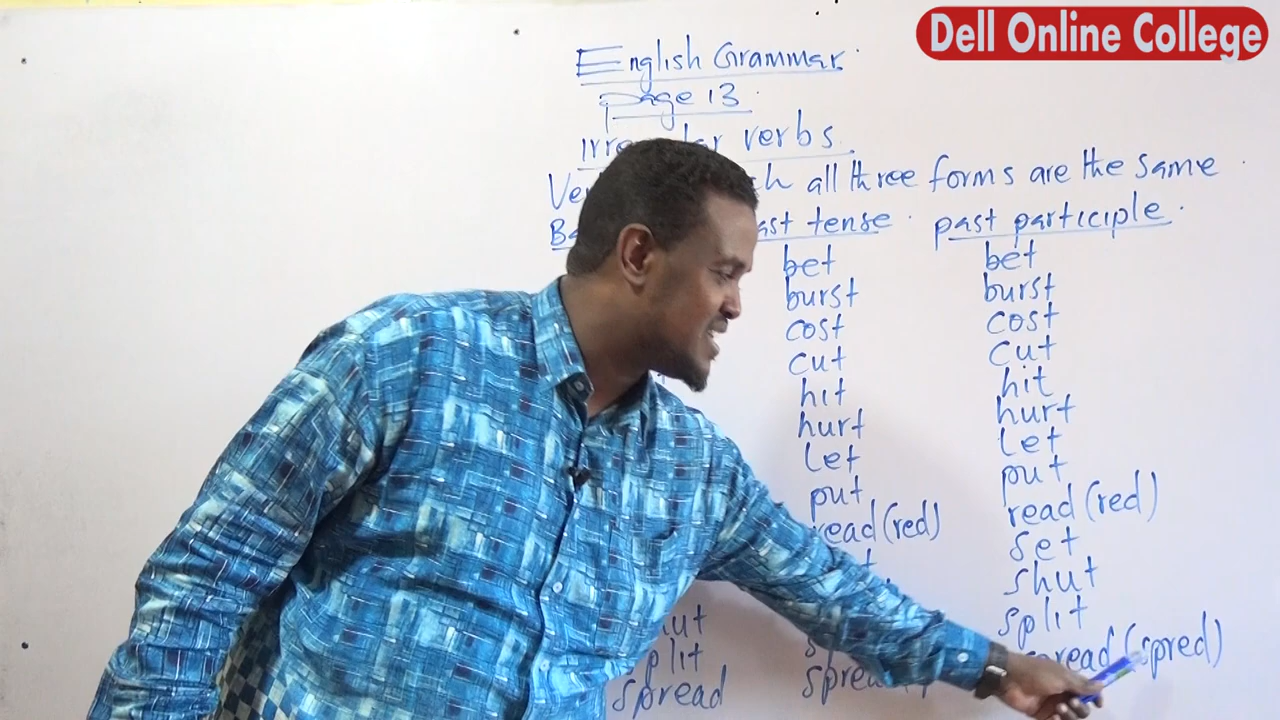 Dell Online College
English Grammar.
page 13.
verbs.
all three forms are the same.
tense. past participle.
bet bet
burst burst
cost cost
cut cut
hit hit
hurt hurt
let let
put put
read (red) read (red)
set
shut
split
split spread (spred)
spread